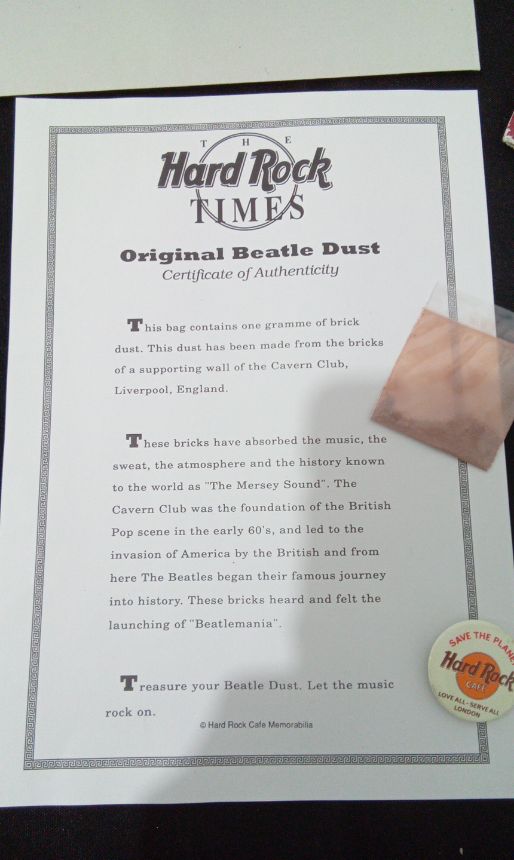 THE
Hard Rock
TIMES
Original Beatle Dust
Certificate of Authenticity
This bag contains one gramme of brick
dust. This dust has been made from the bricks
of a supporting wall of the Cavern Club,
Liverpool, England.
These bricks have absorbed the music, the
sweat, the atmosphere and the history known
to the world as "The Mersey Sound". The
Cavern Club was the foundation of the British
Pop scene in the early 60's, and led to the
invasion of America by the British and from
here The Beatles began their famous journey
into history. These bricks heard and felt the
launching of "Beatlemania".
Treasure your Beatle Dust. Let the music
rock on.
© Hard Rock Cafe Memorabilia
SAVE THE PLANE
Hard Rock
CAFE
LOVE ALL - SERVE ALL
LONDON